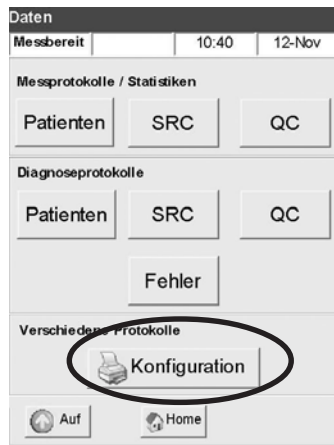 Daten
Messbereit 10:40 12-Nov
Messprotokolle / Statistiken
Patienten SRC QC
Diagnoseprotokolle
Patienten SRC QC
Fehler
Verschiedene Protokolle
Konfiguration
Auf Home